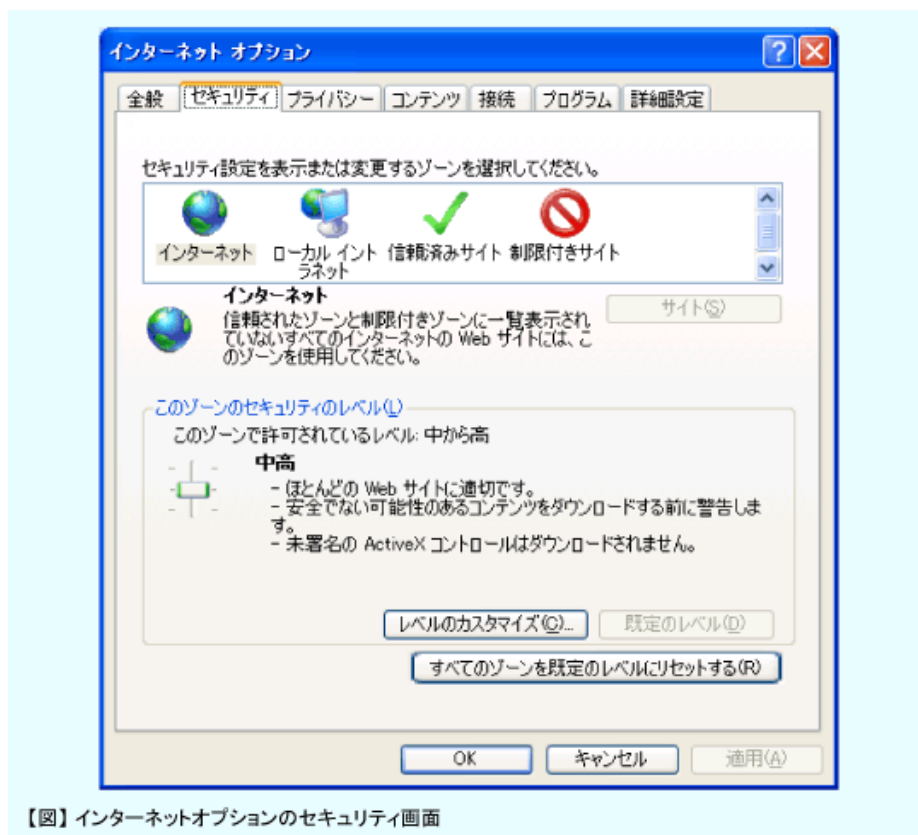 インターネット オプション
全般 セキュリティ プライバシー コンテンツ 接続 プログラム 詳細設定
セキュリティ設定を表示または変更するゾーンを選択してください。
インターネット ローカル イント 信頼済みサイト 制限付きサイト
ラネット
インターネット
サイト(S)
信頼されたゾーンと制限付きゾーンに一覧表示され
ていないすべてのインターネットの Web サイトには、こ
のゾーンを使用してください。
このゾーンのセキュリティのレベル(L)
このゾーンで許可されているレベル: 中から高
中高
- ほとんどの Web サイトに適切です。
- 安全でない可能性のあるコンテンツをダウンロードする前に警告しま
す。
- 未署名の ActiveX コントロールはダウンロードされません。
レベルのカスタマイズ(C)... 既定のレベル(D)
すべてのゾーンを既定のレベルにリセットする(R)
OK キャンセル 適用(A)
【図】インターネットオプションのセキュリティ画面